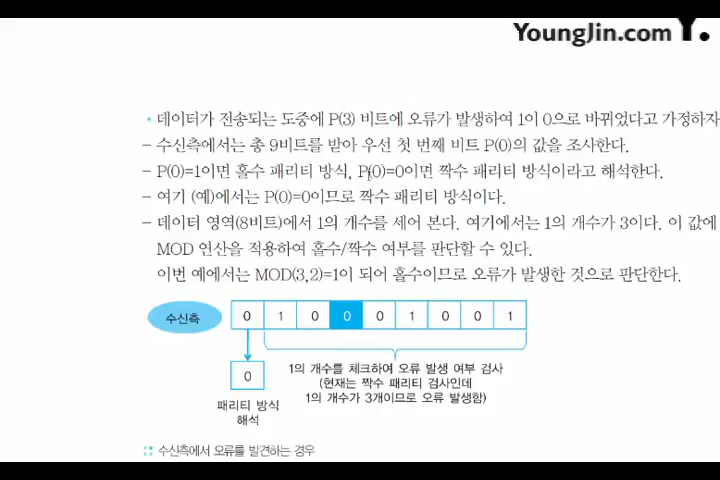 YoungJin.com Y.
• 데이터가 전송되는 도중에 P(3) 비트에 오류가 발생하여 1이 0으로 바뀌었다고 가정하자
- 수신측에서는 총 9비트를 받아 우선 첫 번째 비트 P(0)의 값을 조사한다.
- P(0)=1이면 홀수 패리티 방식, P(0)=0이면 짝수 패리티 방식이라고 해석한다.
- 여기 (예)에서는 P(0)=0이므로 짝수 패리티 방식이다.
- 데이터 영역(8비트)에서 1의 개수를 세어 본다. 여기에서는 1의 개수가 3이다. 이 값에
MOD 연산을 적용하여 홀수/짝수 여부를 판단할 수 있다.
이번 예에서는 MOD(3,2)=1이 되어 홀수이므로 오류가 발생한 것으로 판단한다.
수신측 0 1 0 0 0 1 0 0 1
0
1의 개수를 체크하여 오류 발생 여부 검사
(현재는 짝수 패리티 검사인데
1의 개수가 3개이므로 오류 발생함)
패리티 방식
해석
수신측에서 오류를 발견하는 경우